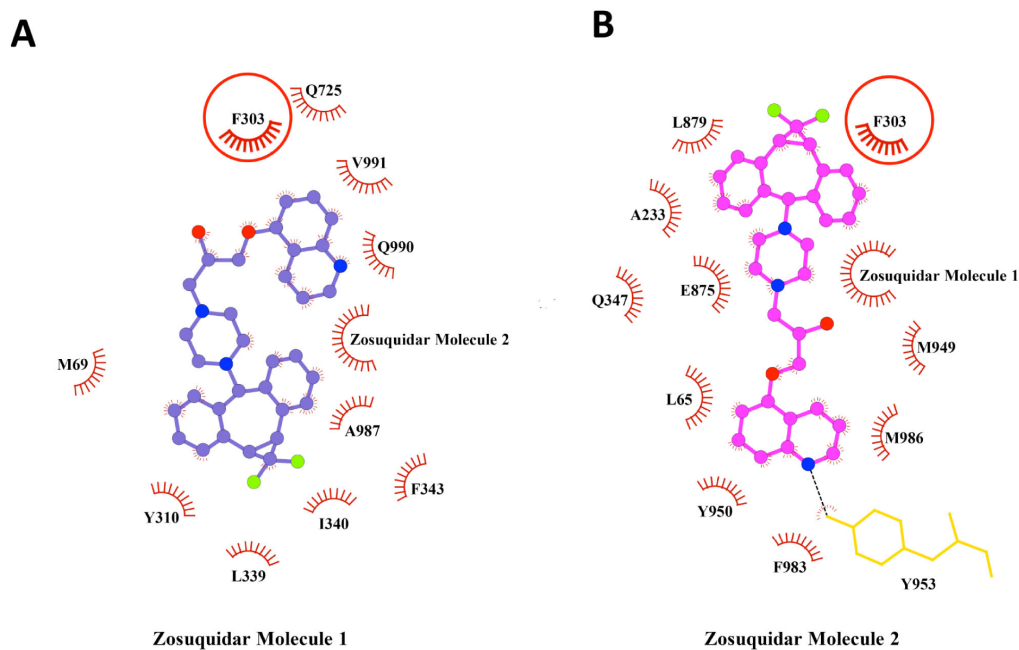 A
B
Q725
F303
V991
Q990
Zosuquidar Molecule 2
M69
A987
F343
Y310
I340
L339
Zosuquidar Molecule 1
L879
F303
A233
Zosuquidar Molecule 1
Q347
E875
M949
L65
M986
Y950
F983
Y953
Zosuquidar Molecule 2